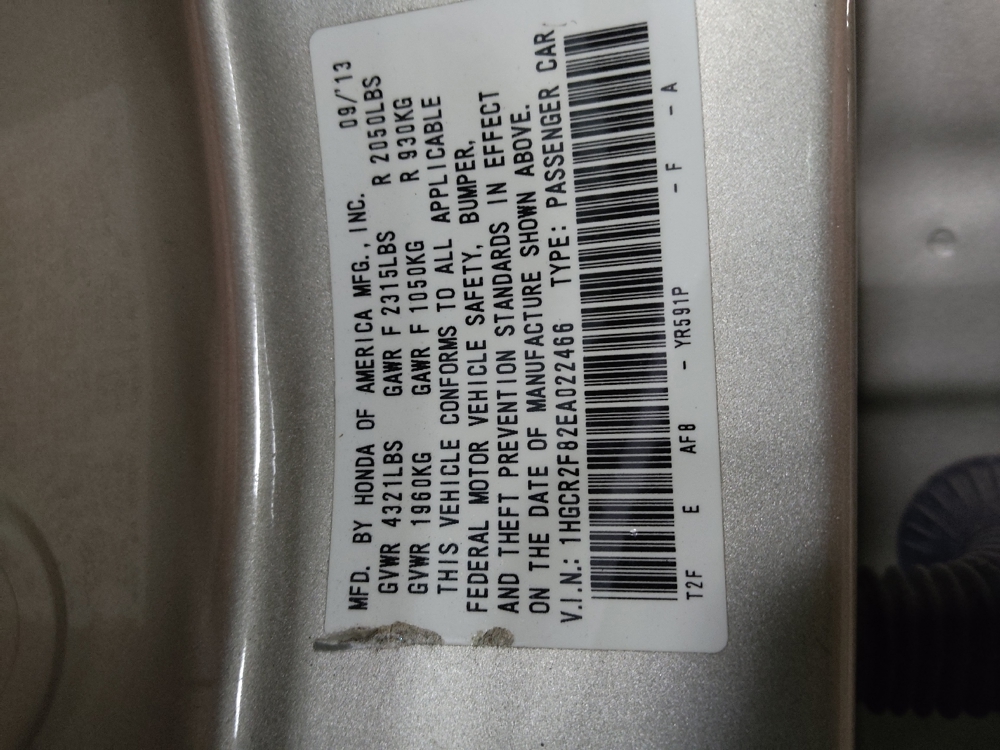 MFD. BY HONDA OF AMERICA MFG., INC. 09/'13
GVWR 4321LBS GAWR F 2315LBS R 2050LBS
GVWR 1960KG GAWR F 1050KG R 930KG
THIS VEHICLE CONFORMS TO ALL APPLICABLE
FEDERAL MOTOR VEHICLE SAFETY, BUMPER,
AND THEFT PREVENTION STANDARDS IN EFFECT
ON THE DATE OF MANUFACTURE SHOWN ABOVE.
V.I.N.: 1HGCR2F82EA022466 TYPE: PASSENGER CAR
T2F E AF8 - YR591P - F - A